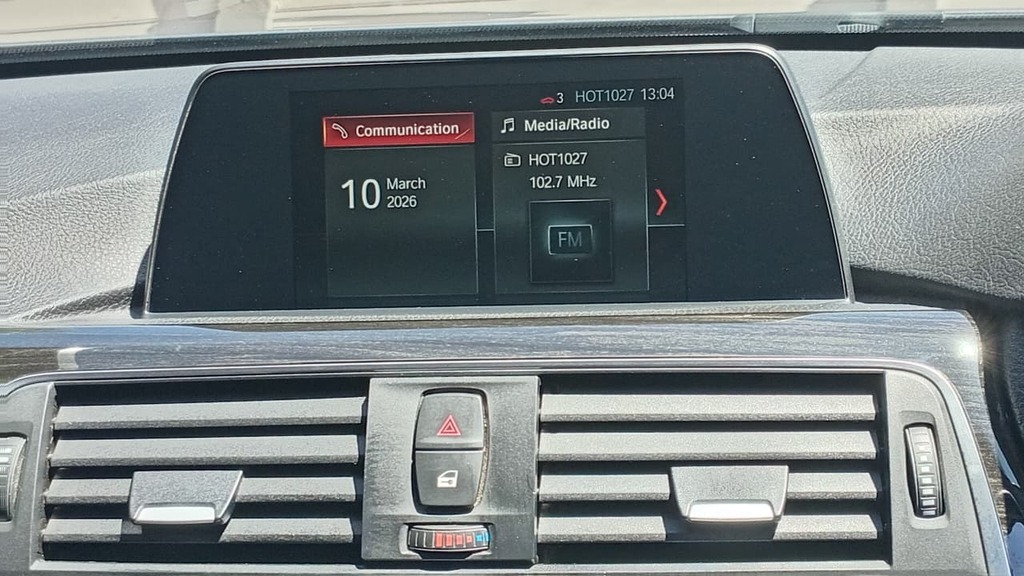 3 HOT1027 13:04
Communication
10 March
2026
Media/Radio
HOT1027
102.7 MHz
FM